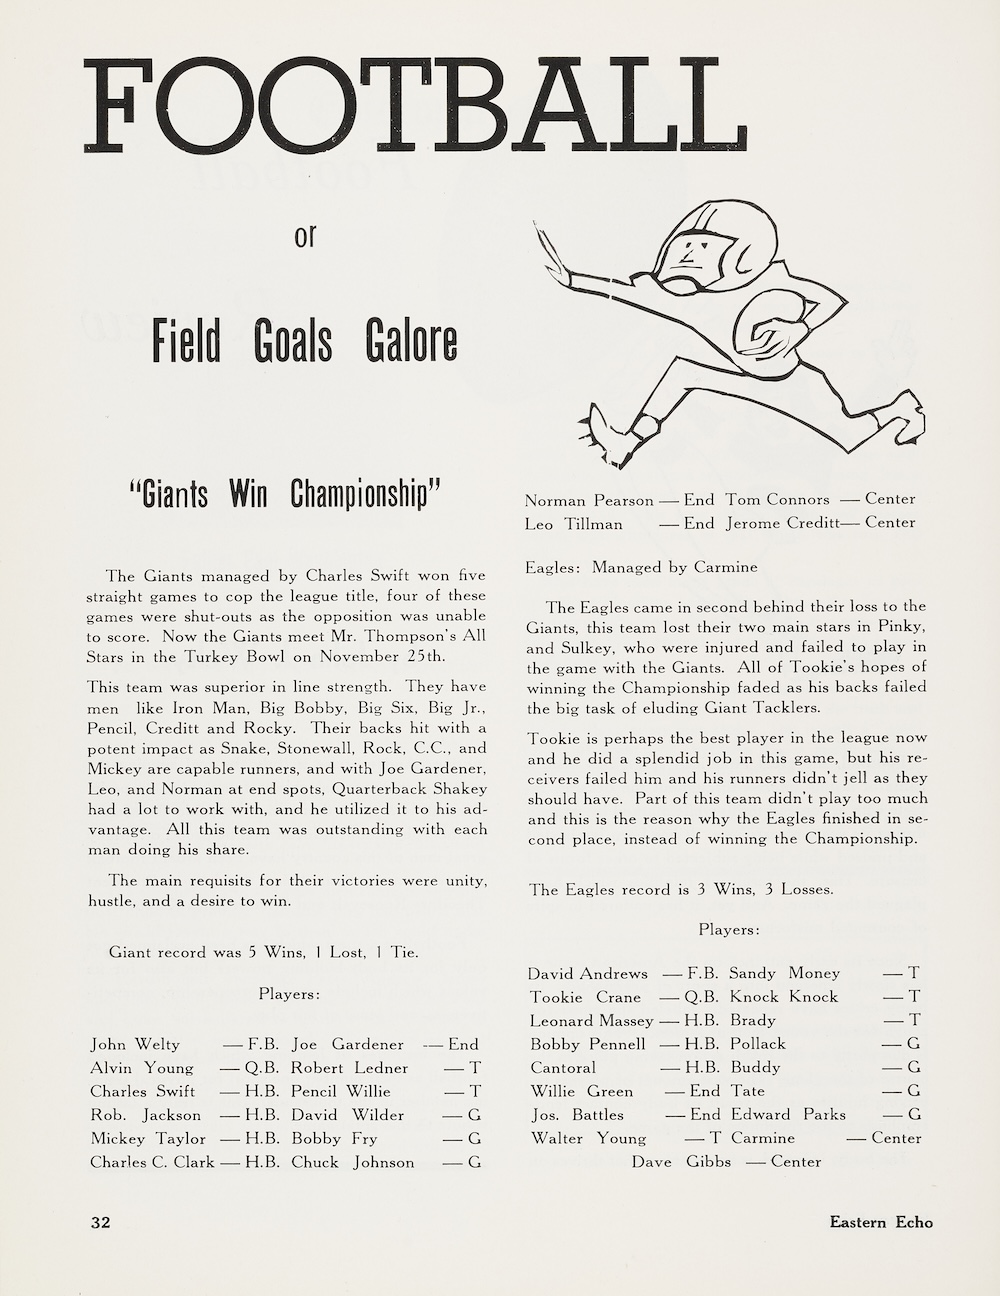 FOOTBALL
or
Field Goals Galore
"Giants Win Championship"
The Giants managed by Charles Swift won five
straight games to cop the league title, four of these
games were shut-outs as the opposition was unable
to score. Now the Giants meet Mr. Thompson's All
Stars in the Turkey Bowl on November 25th.
This team was superior in line strength. They have
men like Iron Man, Big Bobby, Big Six, Big Jr.,
Pencil, Creditt and Rocky. Their backs hit with a
potent impact as Snake, Stonewall, Rock, C.C., and
Mickey are capable runners, and with Joe Gardener,
Leo, and Norman at end spots, Quarterback Shakey
had a lot to work with, and he utilized it to his ad-
vantage. All this team was outstanding with each
man doing his share.
The main requisits for their victories were unity,
hustle, and a desire to win.
Giant record was 5 Wins, 1 Lost, 1 Tie.
Players:
John Welty — F.B. Joe Gardener — End
Alvin Young — Q.B. Robert Ledner — T
Charles Swift — H.B. Pencil Willie — T
Rob. Jackson — H.B. David Wilder — G
Mickey Taylor — H.B. Bobby Fry — G
Charles C. Clark — H.B. Chuck Johnson — G
Norman Pearson — End Tom Connors — Center
Leo Tillman — End Jerome Creditt — Center
Eagles: Managed by Carmine
The Eagles came in second behind their loss to the
Giants, this team lost their two main stars in Pinky,
and Sulkey, who were injured and failed to play in
the game with the Giants. All of Tookie's hopes of
winning the Championship faded as his backs failed
the big task of eluding Giant Tacklers.
Tookie is perhaps the best player in the league now
and he did a splendid job in this game, but his re-
ceivers failed him and his runners didn't jell as they
should have. Part of this team didn't play too much
and this is the reason why the Eagles finished in se-
cond place, instead of winning the Championship.
The Eagles record is 3 Wins, 3 Losses.
Players:
David Andrews — F.B. Sandy Money — T
Tookie Crane — Q.B. Knock Knock — T
Leonard Massey — H.B. Brady — T
Bobby Pennell — H.B. Pollack — G
Cantoral — H.B. Buddy — G
Willie Green — End Tate — G
Jos. Battles — End Edward Parks — G
Walter Young — T Carmine — Center
Dave Gibbs — Center
32
Eastern Echo